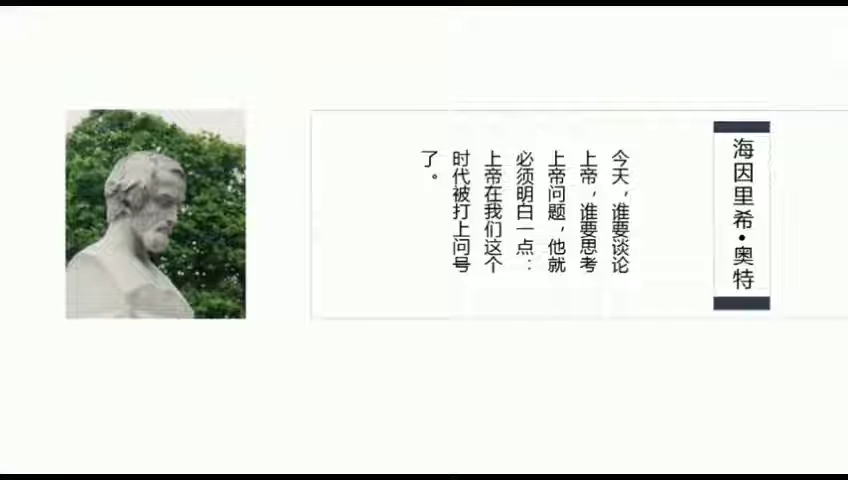 海因里希·奥特
今天，谁要谈论
上帝，谁要思考
上帝问题，他就
必须明白一点：
上帝在我们这个
时代被打上问号
了。